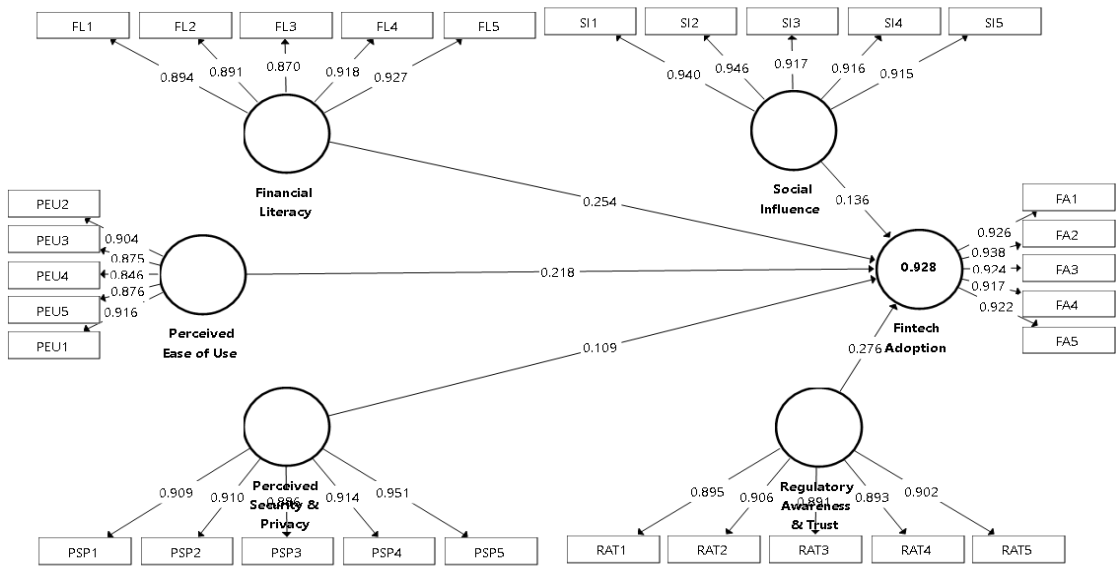 FL1 FL2 FL3 FL4 FL5
SI1 SI2 SI3 SI4 SI5
0.894 0.891 0.870 0.918 0.927
0.940 0.946 0.917 0.916 0.915
Financial
Literacy
Social
Influence
0.254
0.136
PEU2
PEU3
PEU4
PEU5
PEU1
0.904
0.875
0.846
0.876
0.916
Perceived
Ease of Use
0.218
0.928
Fintech
Adoption
0.926
0.938
0.924
0.917
0.922
FA1
FA2
FA3
FA4
FA5
0.109
0.276
0.909 0.910 0.914 0.951
Perceived
Security &
Privacy
PSP1 PSP2 PSP3 PSP4 PSP5
0.895 0.906 0.891 0.893 0.902
Regulatory
Awareness
& Trust
RAT1 RAT2 RAT3 RAT4 RAT5